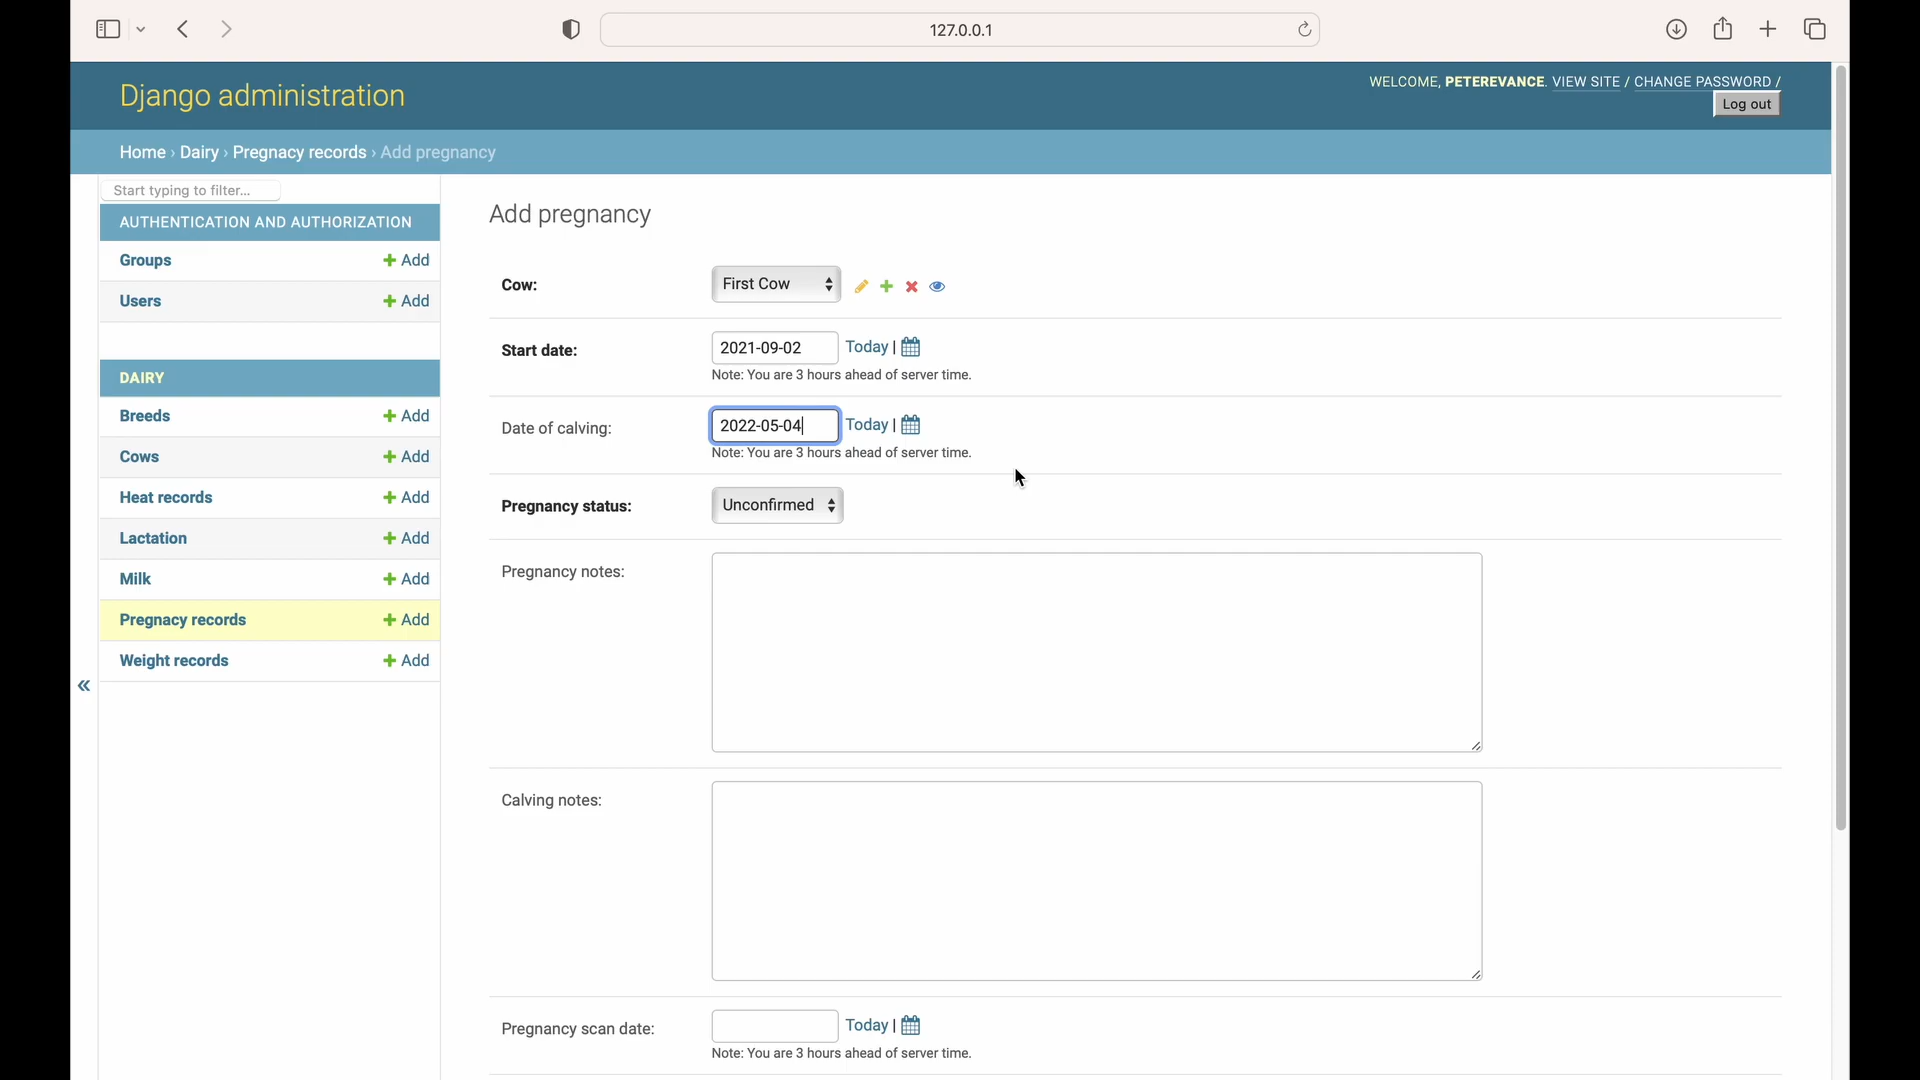 127.0.0.1
Django administration
WELCOME, PETEREVANCE. VIEW SITE / CHANGE PASSWORD /
Log out
Home › Dairy › Pregnacy records › Add pregnancy
Start typing to filter...
AUTHENTICATION AND AUTHORIZATION
Groups + Add
Users + Add
DAIRY
Breeds + Add
Cows + Add
Heat records + Add
Lactation + Add
Milk + Add
Pregnacy records + Add
Weight records + Add
«
Add pregnancy
Cow: First Cow
Start date: 2021-09-02 Today |
Note: You are 3 hours ahead of server time.
Date of calving: 2022-05-04 Today |
Note: You are 3 hours ahead of server time.
Pregnancy status: Unconfirmed
Pregnancy notes:
Calving notes:
Pregnancy scan date: Today |
Note: You are 3 hours ahead of server time.